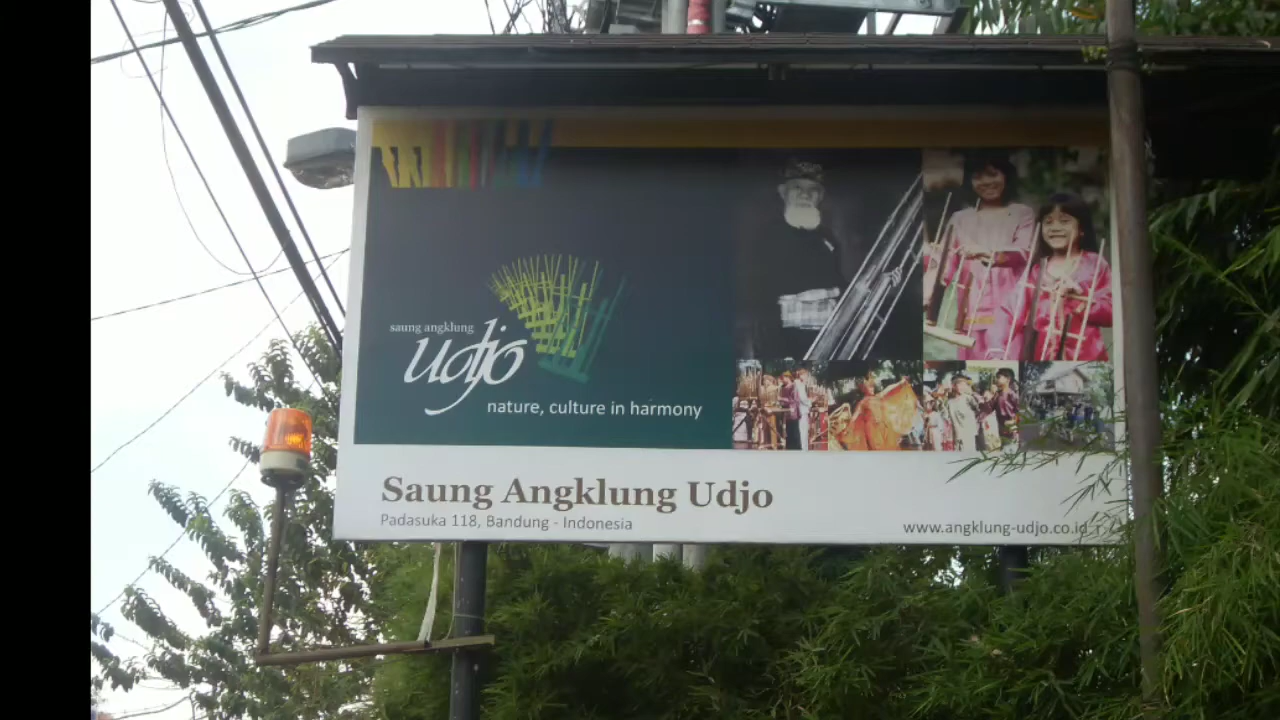 saung angklung
udjo
nature, culture in harmony
Saung Angklung Udjo
Padasuka 118, Bandung - Indonesia
www.angklung-udjo.co.id